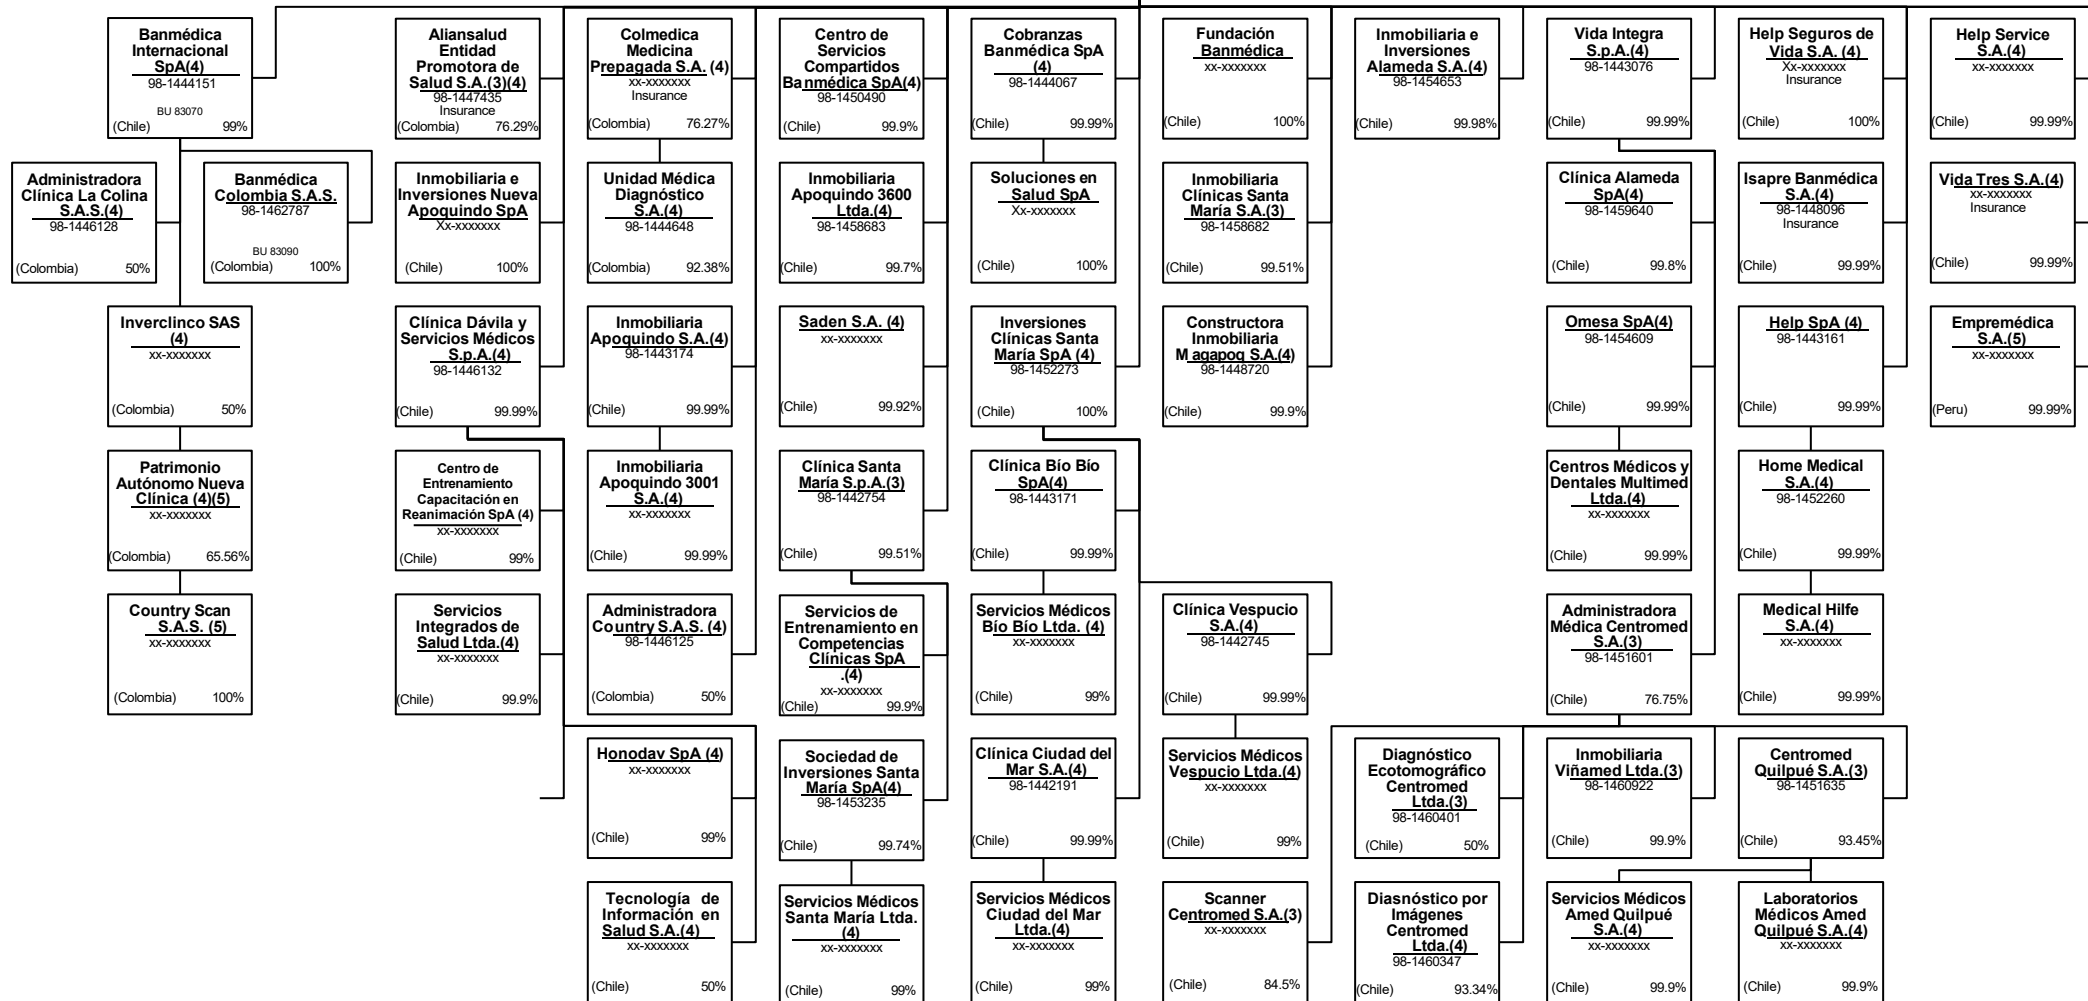 Banmédica
Internacional
SpA(4)
98-1444151
BU 83070
(Chile) 99%
Aliansalud
Entidad
Promotora de
Salud S.A.(3)(4)
98-1447435
Insurance
(Colombia) 76.29%
Colmedica
Medicina
Prepagada S.A. (4)
xx-xxxxxxx
Insurance
(Colombia) 76.27%
Centro de
Servicios
Compartidos
Banmédica SpA(4)
98-1450490
(Chile) 99.9%
Cobranzas
Banmédica SpA
(4)
98-1444067
(Chile) 99.99%
Fundación
Banmédica
xx-xxxxxxx
(Chile) 100%
Inmobiliaria e
Inversiones
Alameda S.A.(4)
98-1454653
(Chile) 99.98%
Vida Integra
S.p.A.(4)
98-1443076
(Chile) 99.99%
Help Seguros de
Vida S.A. (4)
Xx-xxxxxxx
Insurance
(Chile) 100%
Help Service
S.A.(4)
xx-xxxxxxx
(Chile) 99.99%
Administradora
Clínica La Colina
S.A.S.(4)
98-1446128
(Colombia) 50%
Banmédica
Colombia S.A.S.
98-1462787
BU 83090
(Colombia) 100%
Inmobiliaria e
Inversiones Nueva
Apoquindo SpA
Xx-xxxxxxx
(Chile) 100%
Unidad Médica
Diagnóstico
S.A.(4)
98-1444648
(Colombia) 92.38%
Inmobiliaria
Apoquindo 3600
Ltda.(4)
98-1458683
(Chile) 99.7%
Soluciones en
Salud SpA
Xx-xxxxxxx
(Chile) 100%
Inmobiliaria
Clínicas Santa
María S.A.(3)
98-1458682
(Chile) 99.51%
Clínica Alameda
SpA(4)
98-1459640
(Chile) 99.8%
Isapre Banmédica
S.A.(4)
98-1448096
Insurance
(Chile) 99.99%
Vida Tres S.A.(4)
xx-xxxxxxx
Insurance
(Chile) 99.99%
Inverclinco SAS
(4)
xx-xxxxxxx
(Colombia) 50%
Clínica Dávila y
Servicios Médicos
S.p.A.(4)
98-1446132
(Chile) 99.99%
Inmobiliaria
Apoquindo S.A.(4)
98-1443174
(Chile) 99.99%
Saden S.A. (4)
xx-xxxxxxx
(Chile) 99.92%
Inversiones
Clínicas Santa
María SpA (4)
98-1452273
(Chile) 100%
Constructora
Inmobiliaria
Magapoq S.A.(4)
98-1448720
(Chile) 99.9%
Omesa SpA(4)
98-1454609
(Chile) 99.99%
Help SpA (4)
98-1443161
(Chile) 99.99%
Empremédica
S.A.(5)
xx-xxxxxxx
(Peru) 99.99%
Patrimonio
Autónomo Nueva
Clínica (4)(5)
xx-xxxxxxx
(Colombia) 65.56%
Centro de
Entrenamiento
Capacitación en
Reanimación SpA (4)
xx-xxxxxxx
(Chile) 99%
Inmobiliaria
Apoquindo 3001
S.A.(4)
xx-xxxxxxx
(Chile) 99.99%
Clínica Santa
María S.p.A.(3)
98-1442754
(Chile) 99.51%
Clínica Bío Bío
SpA(4)
98-1443171
(Chile) 99.99%
Centros Médicos y
Dentales Multimed
Ltda.(4)
xx-xxxxxxx
(Chile) 99.99%
Home Medical
S.A.(4)
98-1452260
(Chile) 99.99%
Country Scan
S.A.S. (5)
xx-xxxxxxx
(Colombia) 100%
Servicios
Integrados de
Salud Ltda.(4)
xx-xxxxxxx
(Chile) 99.9%
Administradora
Country S.A.S. (4)
98-1446125
(Colombia) 50%
Servicios de
Entrenamiento en
Competencias
Clínicas SpA
.(4)
xx-xxxxxxx
(Chile) 99.9%
Servicios Médicos
Bío Bío Ltda. (4)
xx-xxxxxxx
(Chile) 99%
Clínica Vespucio
S.A.(4)
98-1442745
(Chile) 99.99%
Administradora
Médica Centromed
S.A.(3)
98-1451601
(Chile) 76.75%
Medical Hilfe
S.A.(4)
xx-xxxxxxx
(Chile) 99.99%
Honodav SpA (4)
xx-xxxxxxx
(Chile) 99%
Sociedad de
Inversiones Santa
María SpA(4)
98-1453235
(Chile) 99.74%
Clínica Ciudad del
Mar S.A.(4)
98-1442191
(Chile) 99.99%
Servicios Médicos
Vespucio Ltda.(4)
xx-xxxxxxx
(Chile) 99%
Diagnóstico
Ecotomográfico
Centromed
Ltda.(3)
98-1460401
(Chile) 50%
Inmobiliaria
Viñamed Ltda.(3)
98-1460922
(Chile) 99.9%
Centromed
Quilpué S.A.(3)
98-1451635
(Chile) 93.45%
Tecnología de
Información en
Salud S.A.(4)
xx-xxxxxxx
(Chile) 50%
Servicios Médicos
Santa María Ltda.
(4)
xx-xxxxxxx
(Chile) 99%
Servicios Médicos
Ciudad del Mar
Ltda.(4)
xx-xxxxxxx
(Chile) 99%
Scanner
Centromed S.A.(3)
xx-xxxxxxx
(Chile) 84.5%
Diasnóstico por
Imágenes
Centromed
Ltda.(4)
98-1460347
(Chile) 93.34%
Servicios Médicos
Amed Quilpué
S.A.(4)
xx-xxxxxxx
(Chile) 99.9%
Laboratorios
Médicos Amed
Quilpué S.A.(4)
xx-xxxxxxx
(Chile) 99.9%